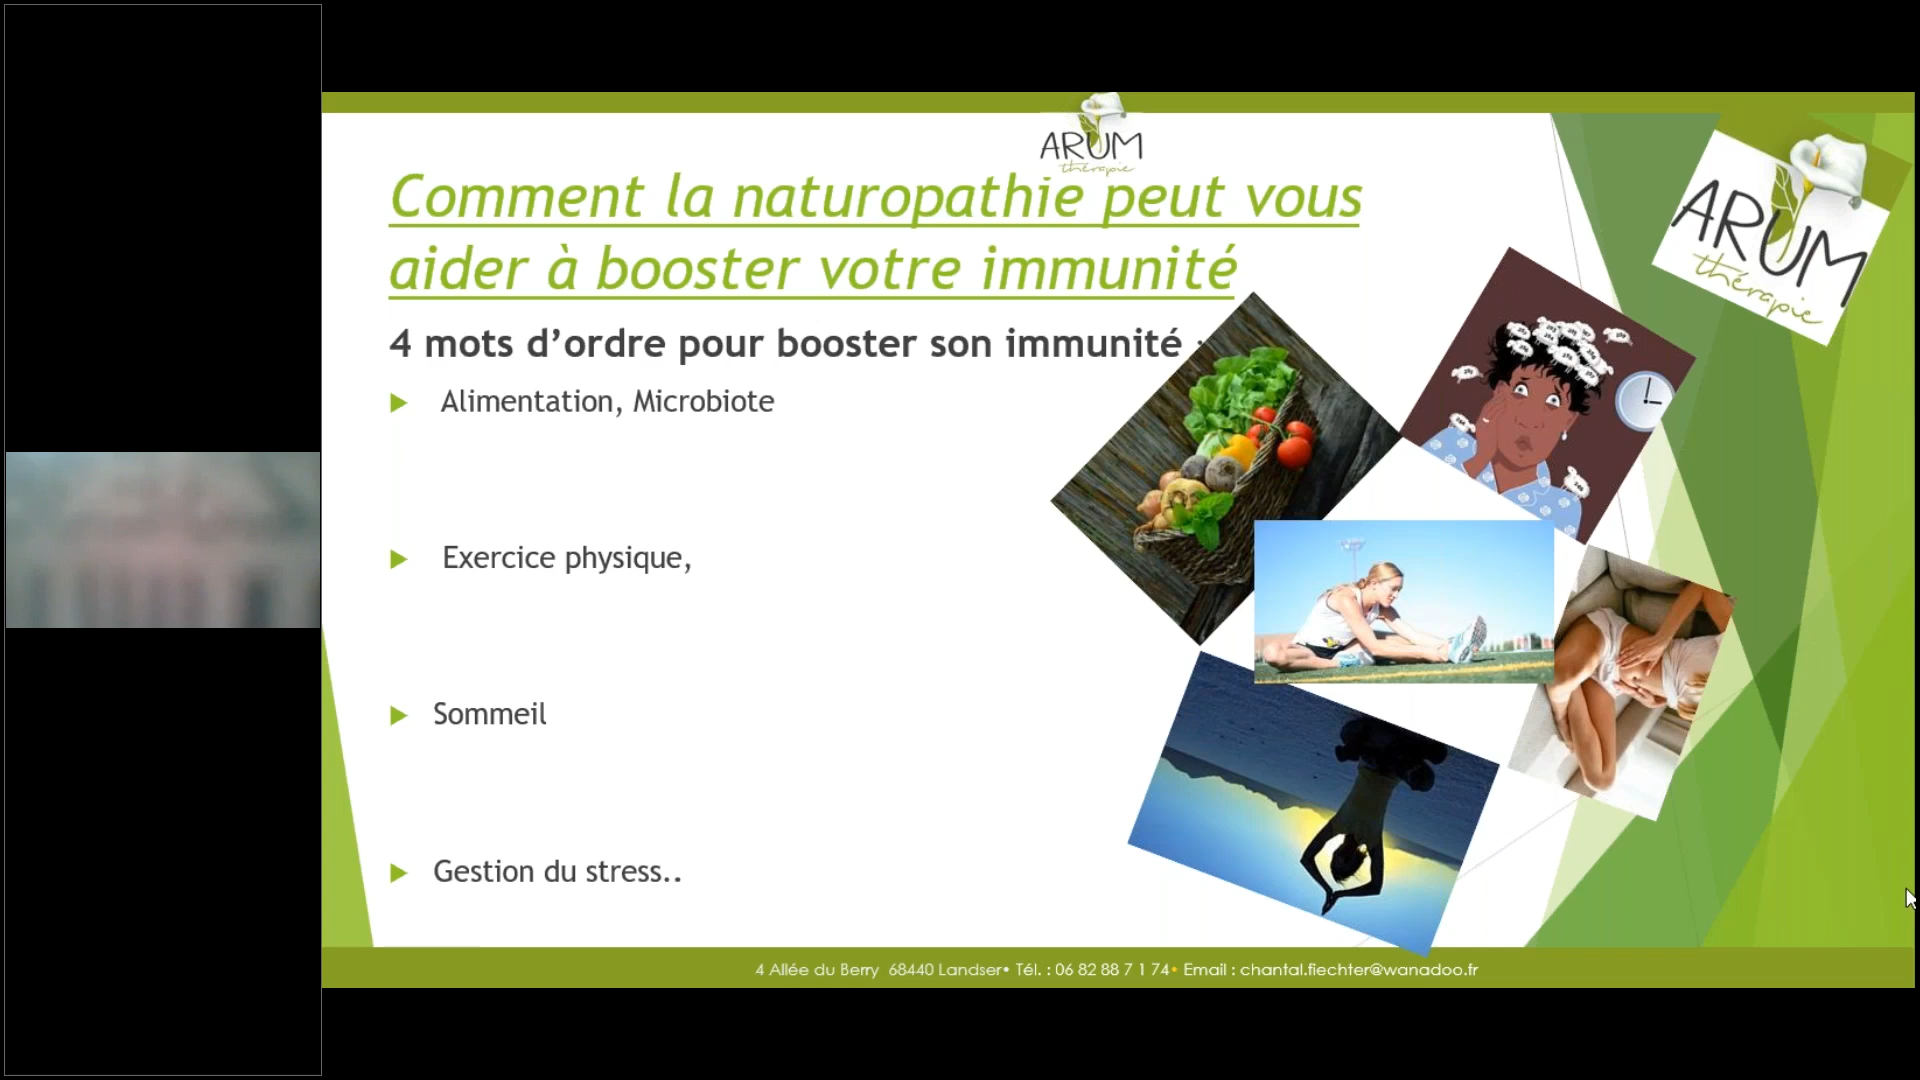 ARUM
thérapie
ARUM
thérapie
Comment la naturopathie peut vous
aider à booster votre immunité
4 mots d’ordre pour booster son immunité :
Alimentation, Microbiote
Exercice physique,
Sommeil
Gestion du stress..
4 Allée du Berry 68440 Landser• Tél. : 06 82 88 7 1 74• Email : chantal.fiechter@wanadoo.fr